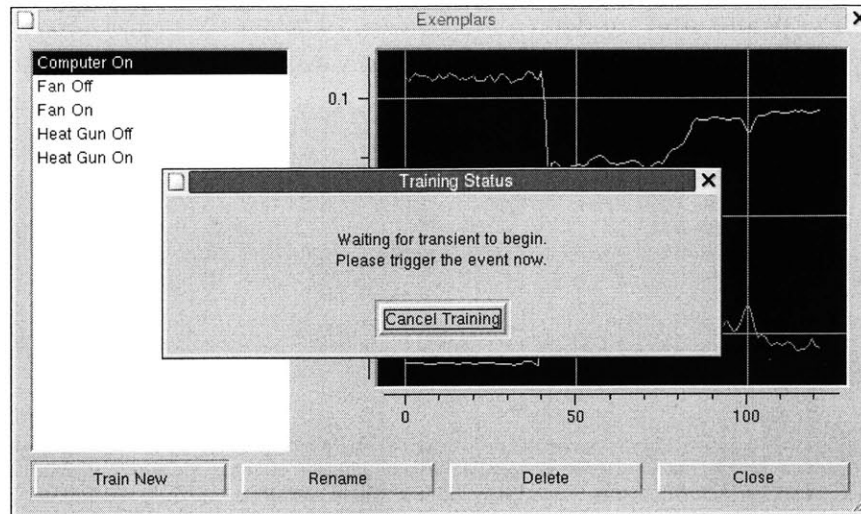 Exemplars
Computer On
Fan Off
Fan On
Heat Gun Off
Heat Gun On
0.1
Training Status
Waiting for transient to begin.
Please trigger the event now.
Cancel Training
0 50 100
Train New Rename Delete Close